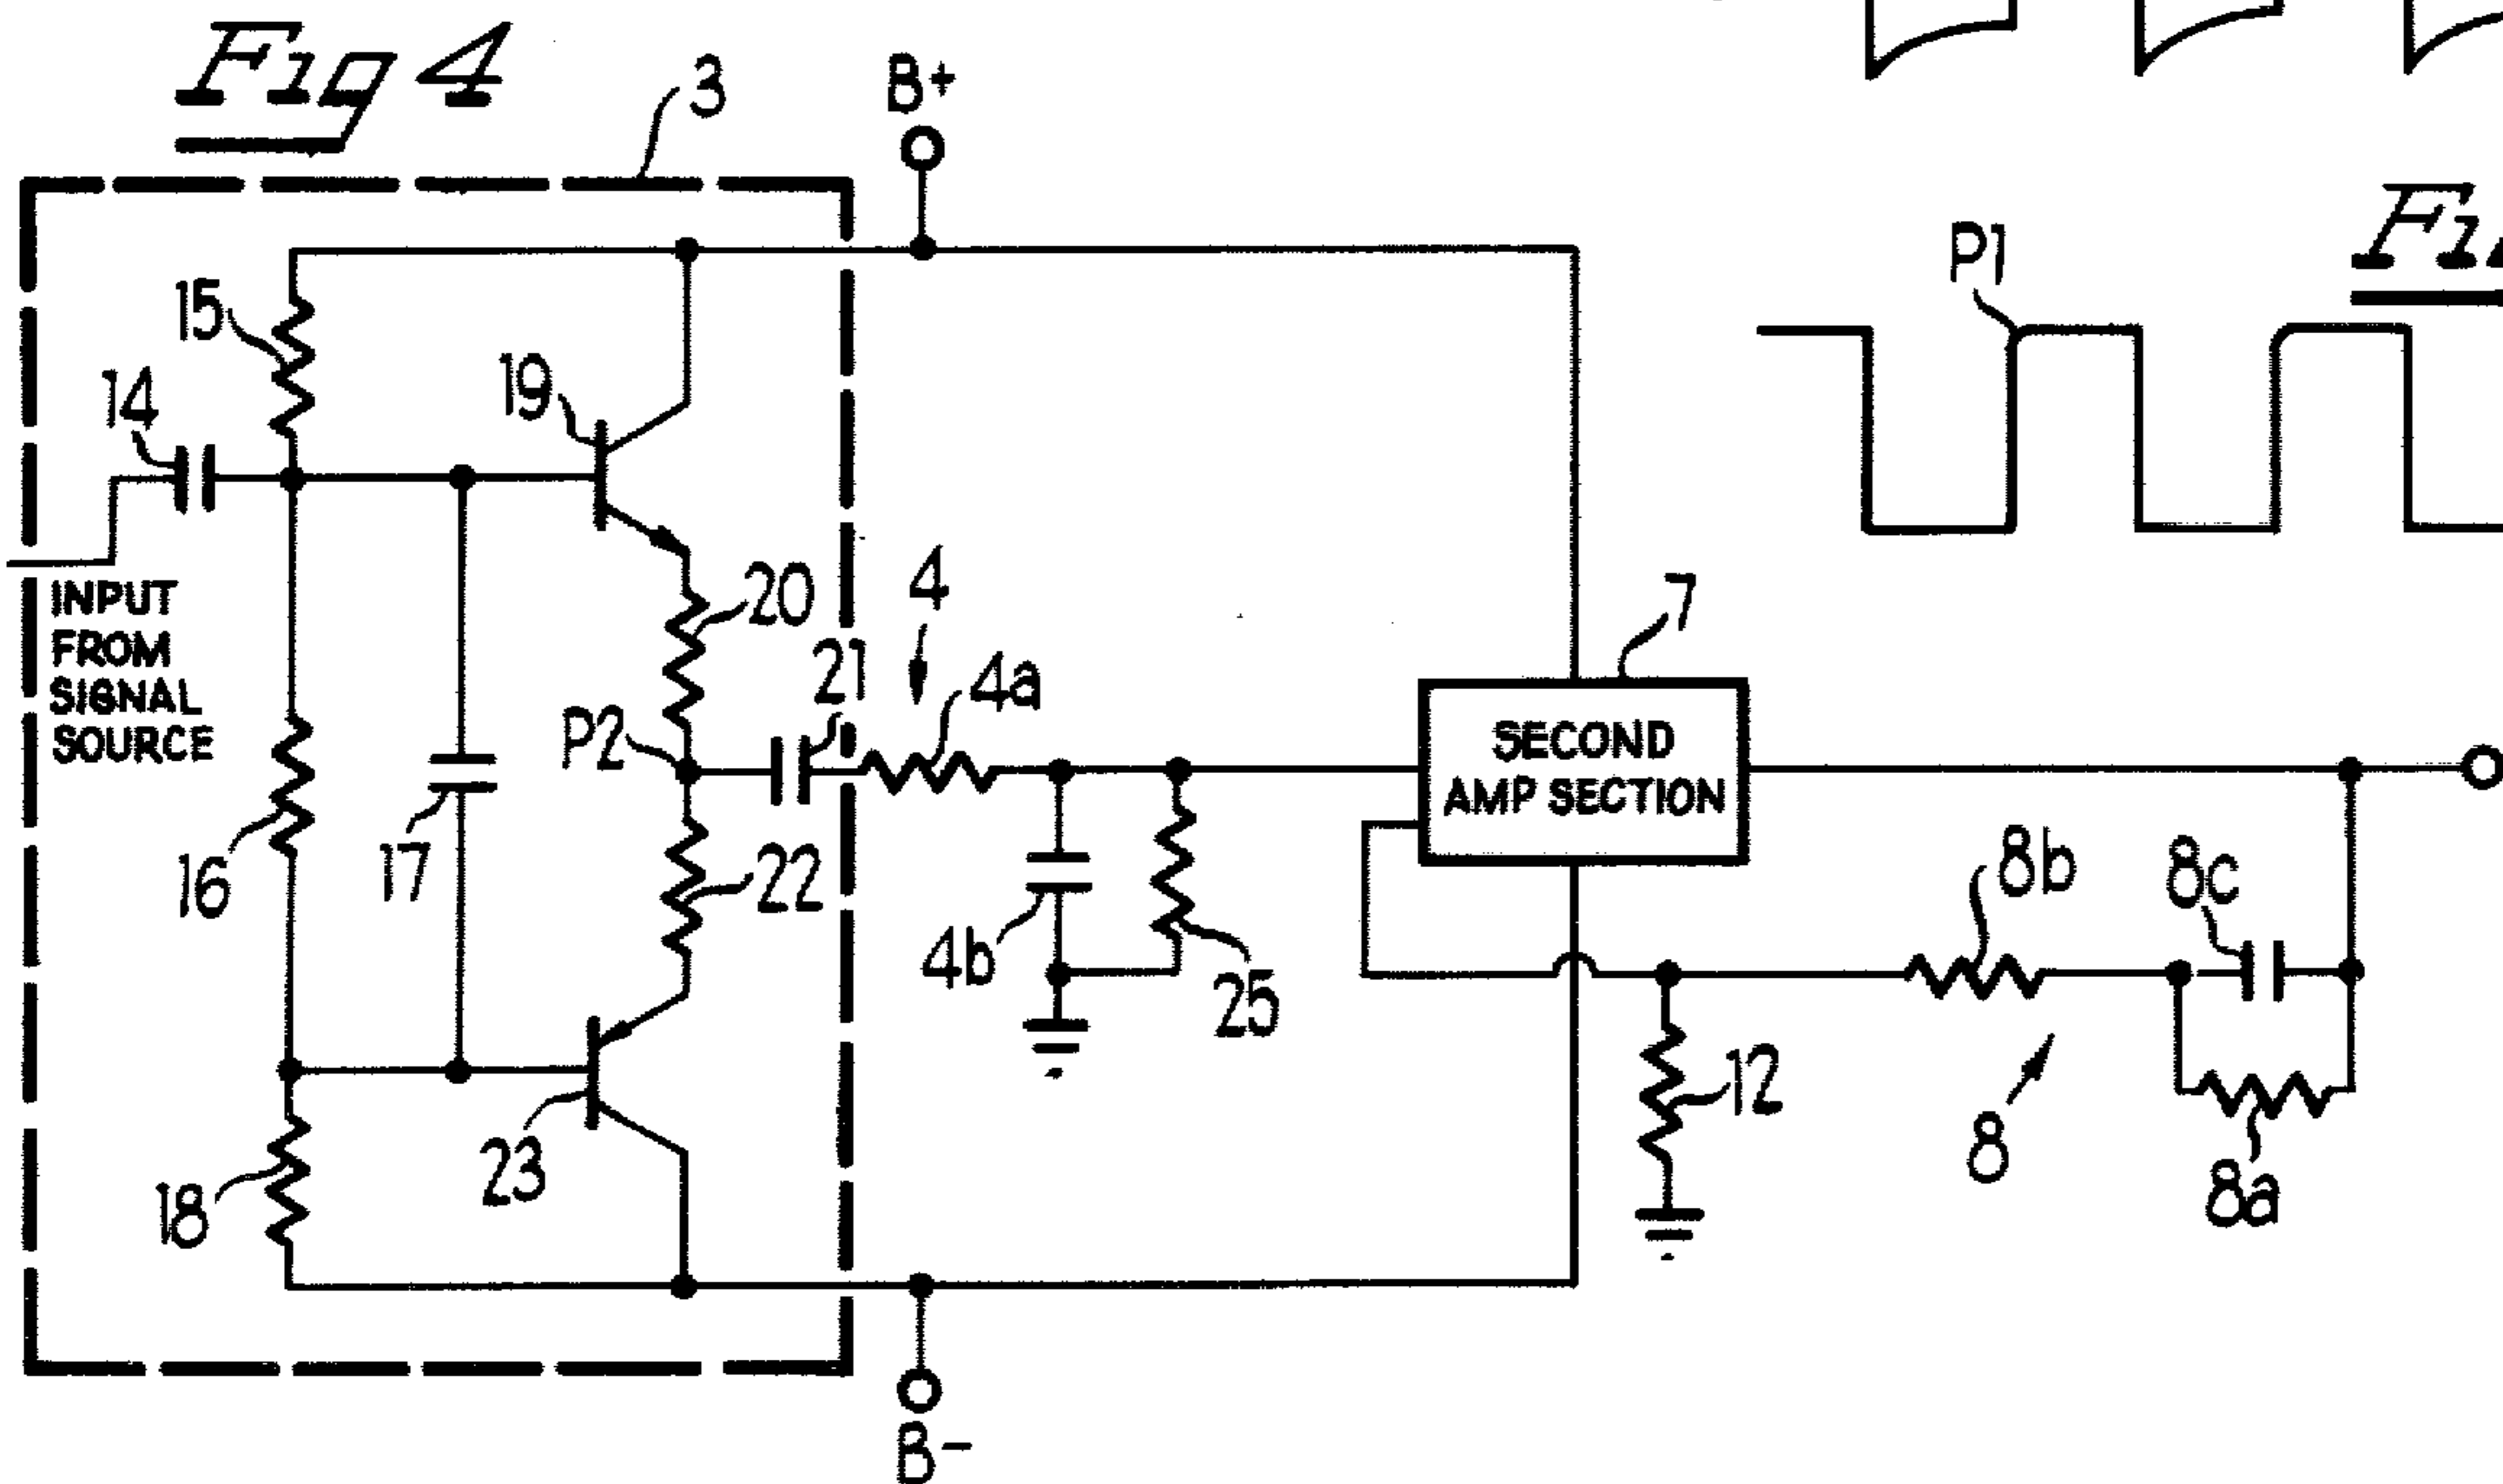 Fig 4
3
B+
15
14
19
P1
INPUT
FROM
SIGNAL
SOURCE
20
4
21
4a
7
P2
SECOND
AMP SECTION
16
17
22
4b
25
8b
8c
12
8
8a
23
18
B-